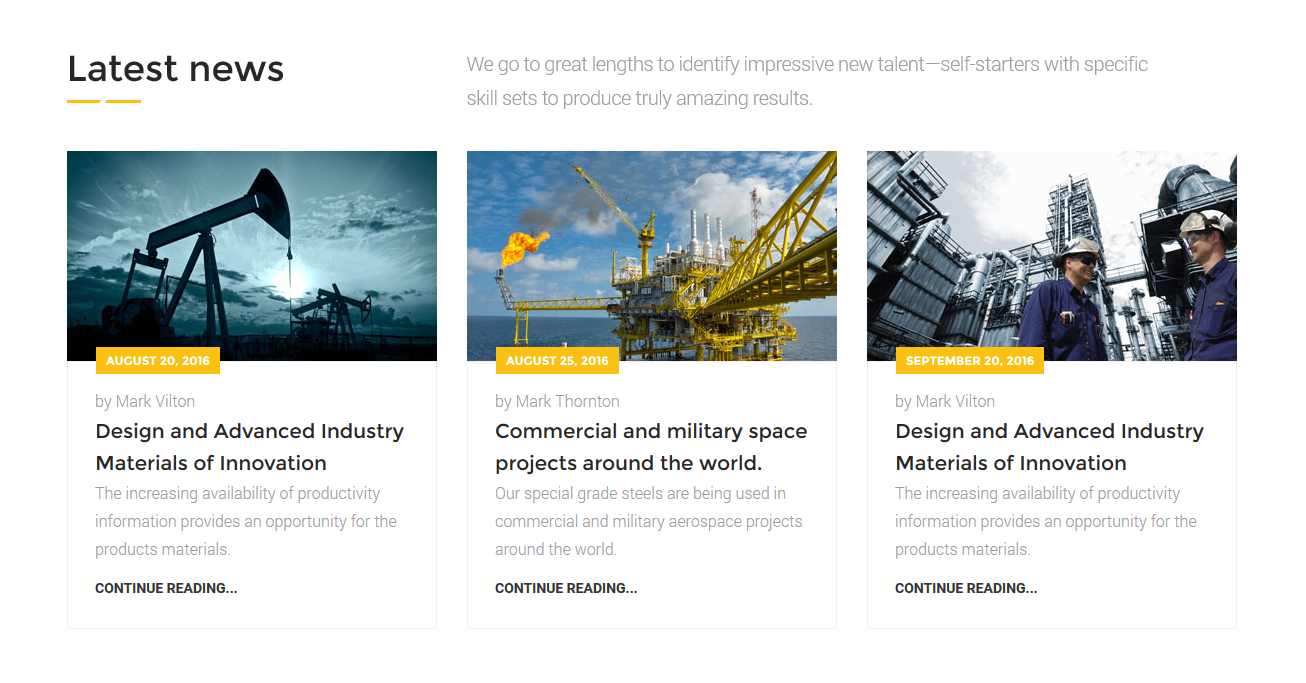 Latest news
We go to great lengths to identify impressive new talent—self-starters with specific
skill sets to produce truly amazing results.
AUGUST 20, 2016
by Mark Vilton
Design and Advanced Industry
Materials of Innovation
The increasing availability of productivity
information provides an opportunity for the
products materials.
CONTINUE READING...
AUGUST 25, 2016
by Mark Thornton
Commercial and military space
projects around the world.
Our special grade steels are being used in
commercial and military aerospace projects
around the world.
CONTINUE READING...
SEPTEMBER 20, 2016
by Mark Vilton
Design and Advanced Industry
Materials of Innovation
The increasing availability of productivity
information provides an opportunity for the
products materials.
CONTINUE READING...